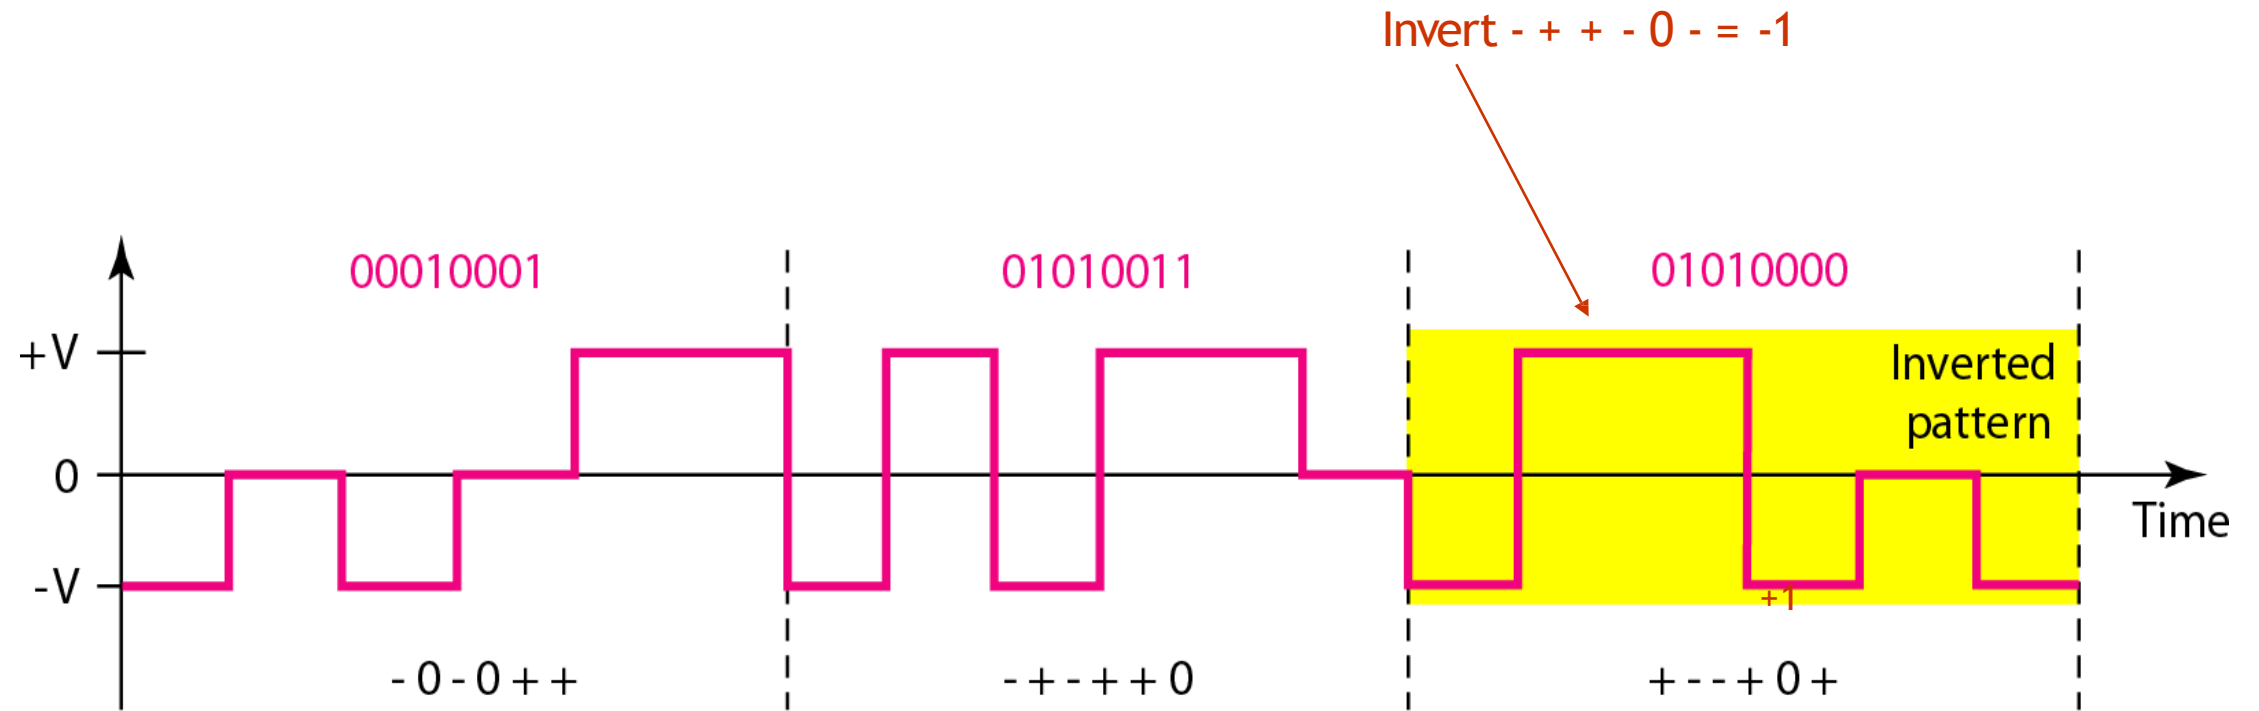 Invert - + + - 0 - = -1
00010001
01010011
01010000
+V
Inverted
pattern
0
Time
-V
+1
- 0 - 0 + +
- + - + + 0
+ - - + 0 +